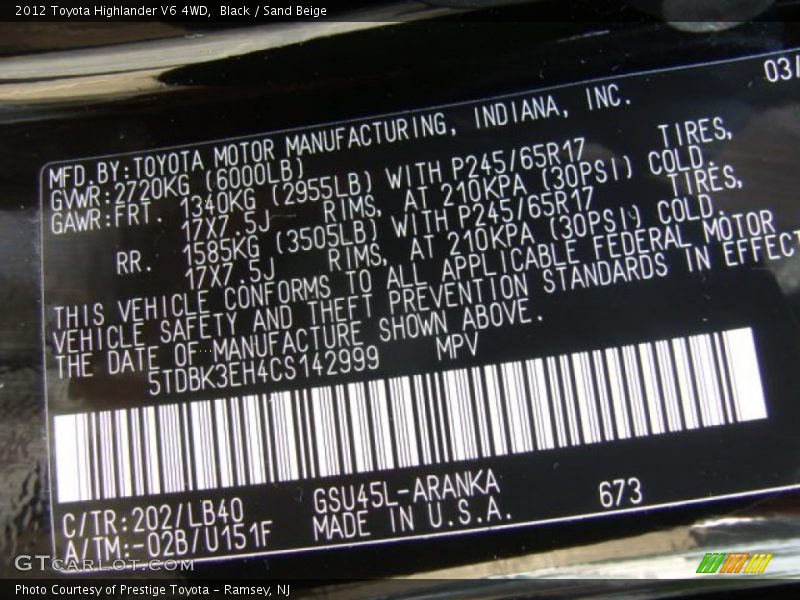 2012 Toyota Highlander V6 4WD, Black / Sand Beige
03/
MFD.BY:TOYOTA MOTOR MANUFACTURING, INDIANA, INC.
GVWR:2720KG (6000LB)
GAWR:FRT. 1340KG (2955LB) WITH P245/65R17 TIRES,
17X7.5J RIMS, AT 210KPA (30PSI) COLD.
RR. 1585KG (3505LB) WITH P245/65R17 TIRES,
17X7.5J RIMS, AT 210KPA (30PSI) COLD.
THIS VEHICLE CONFORMS TO ALL APPLICABLE FEDERAL MOTOR
VEHICLE SAFETY AND THEFT PREVENTION STANDARDS IN EFFECT
THE DATE OF MANUFACTURE SHOWN ABOVE.
5TDBK3EH4CS142999 MPV
C/TR:202/LB40 GSU45L-ARANKA 673
A/TM:-02B/U151F MADE IN U.S.A.
GTCARLOT.COM
Photo Courtesy of Prestige Toyota - Ramsey, NJ